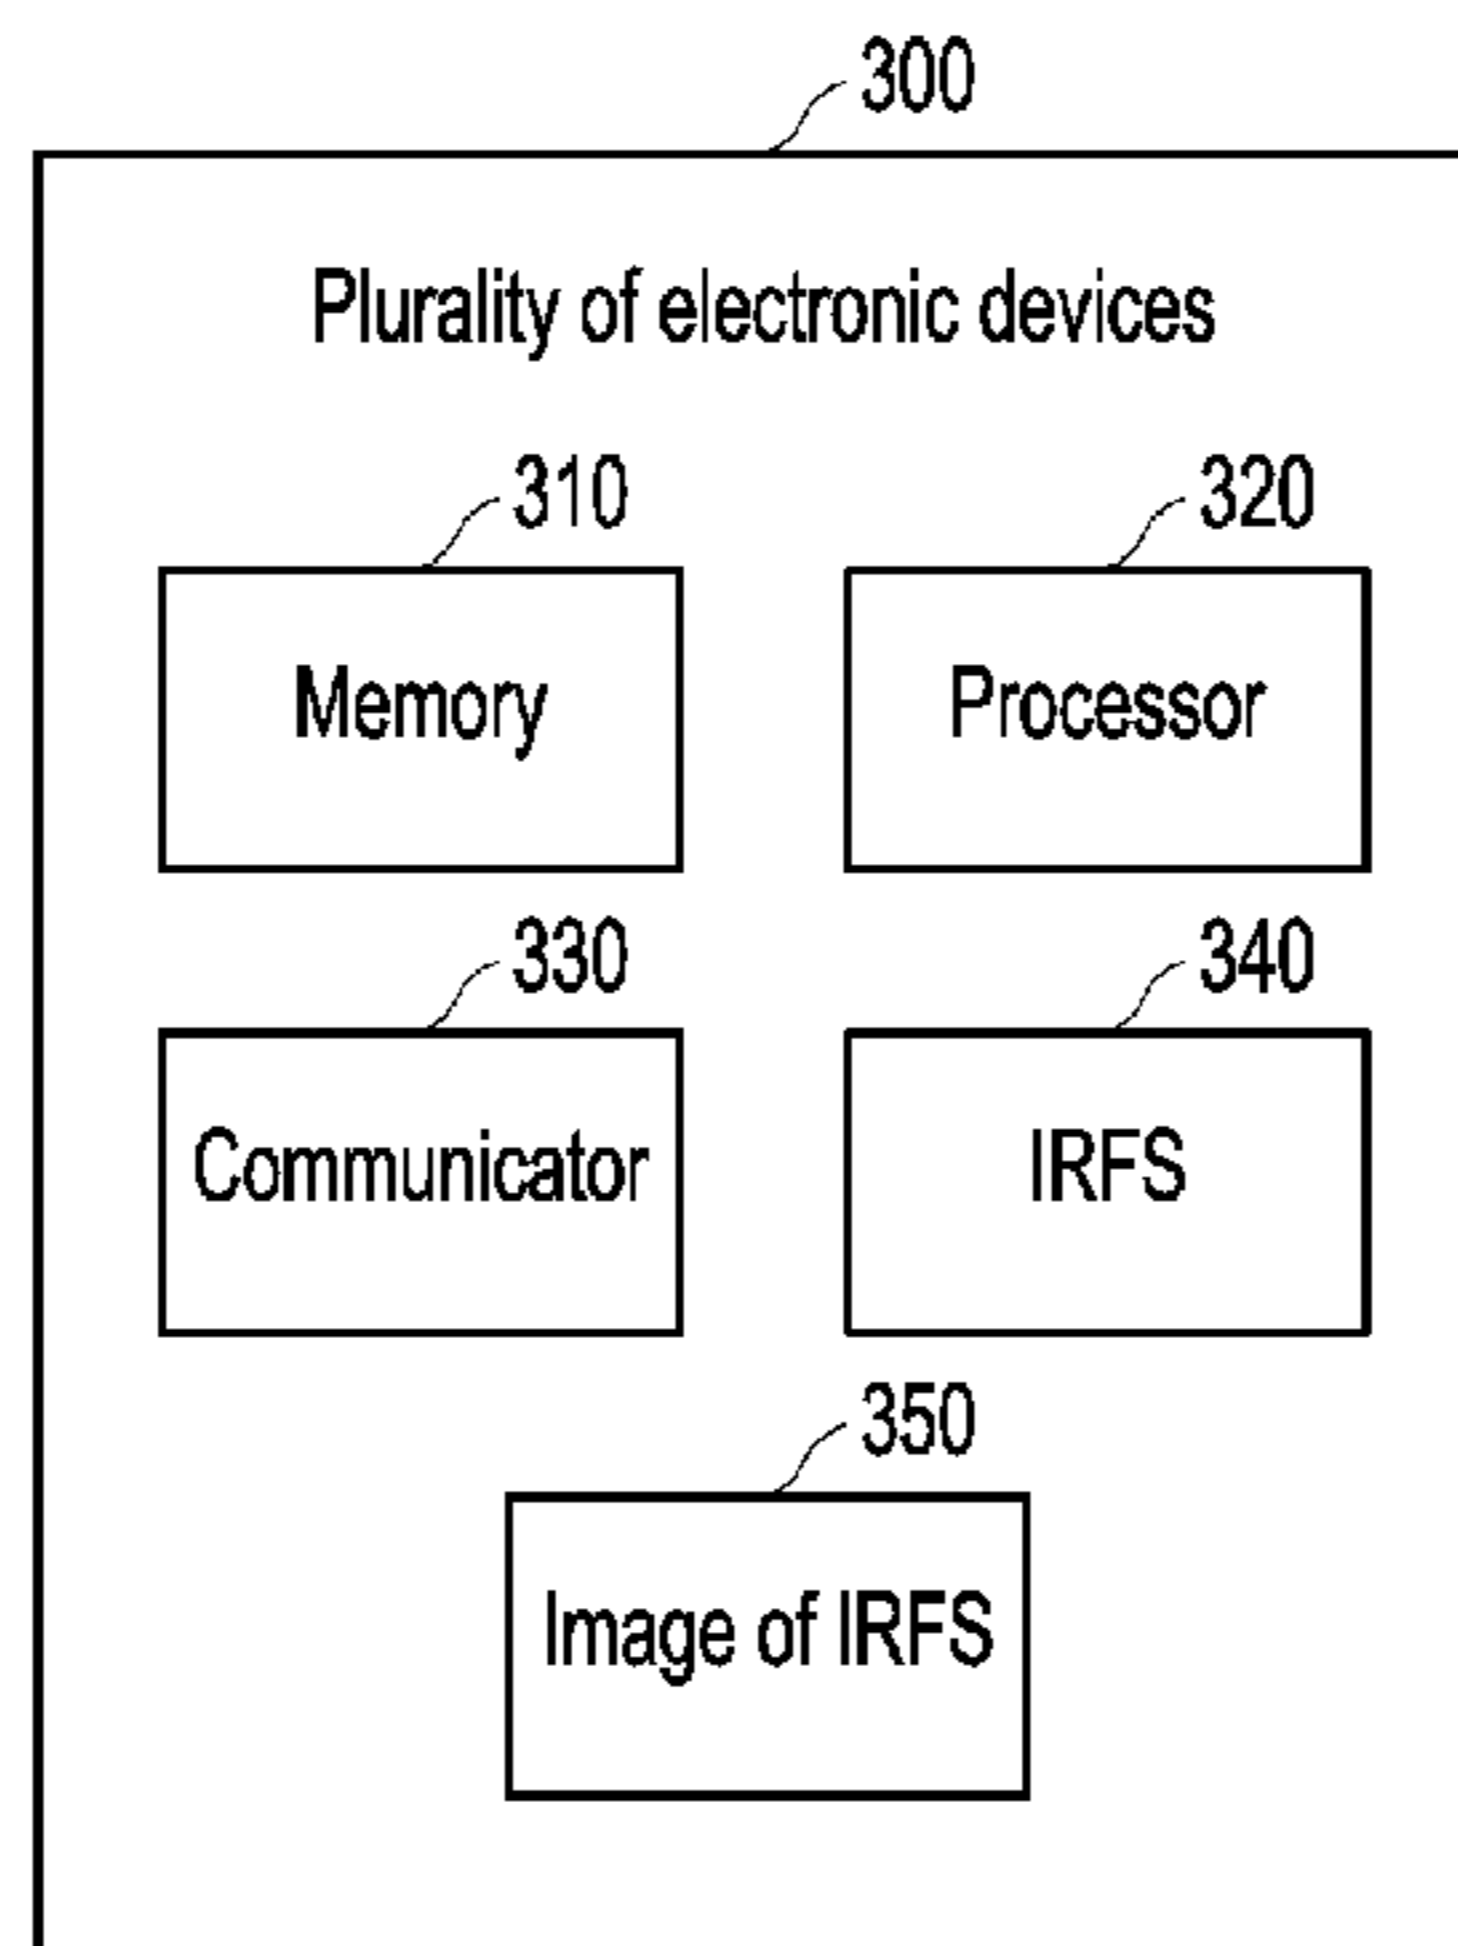 300
Plurality of electronic devices
310
320
Memory
Processor
330
340
Communicator
IRFS
350
Image of IRFS